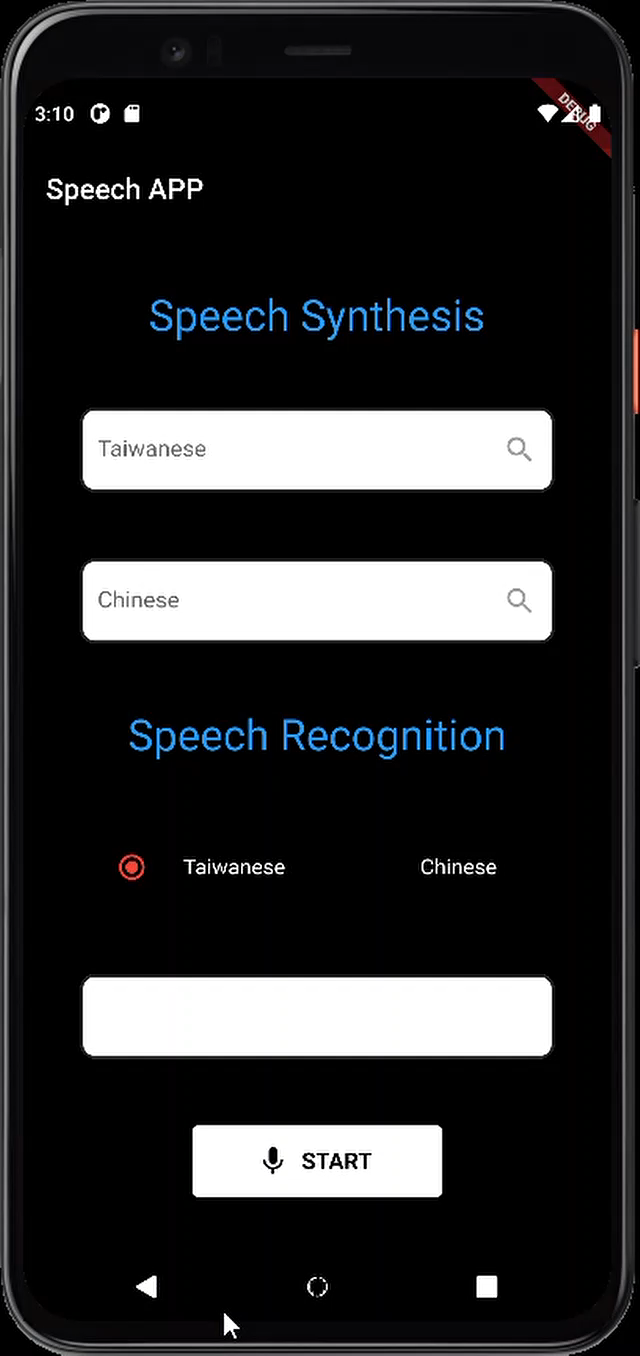 3:10
DEBUG
Speech APP
Speech Synthesis
Taiwanese
Chinese
Speech Recognition
Taiwanese Chinese
START